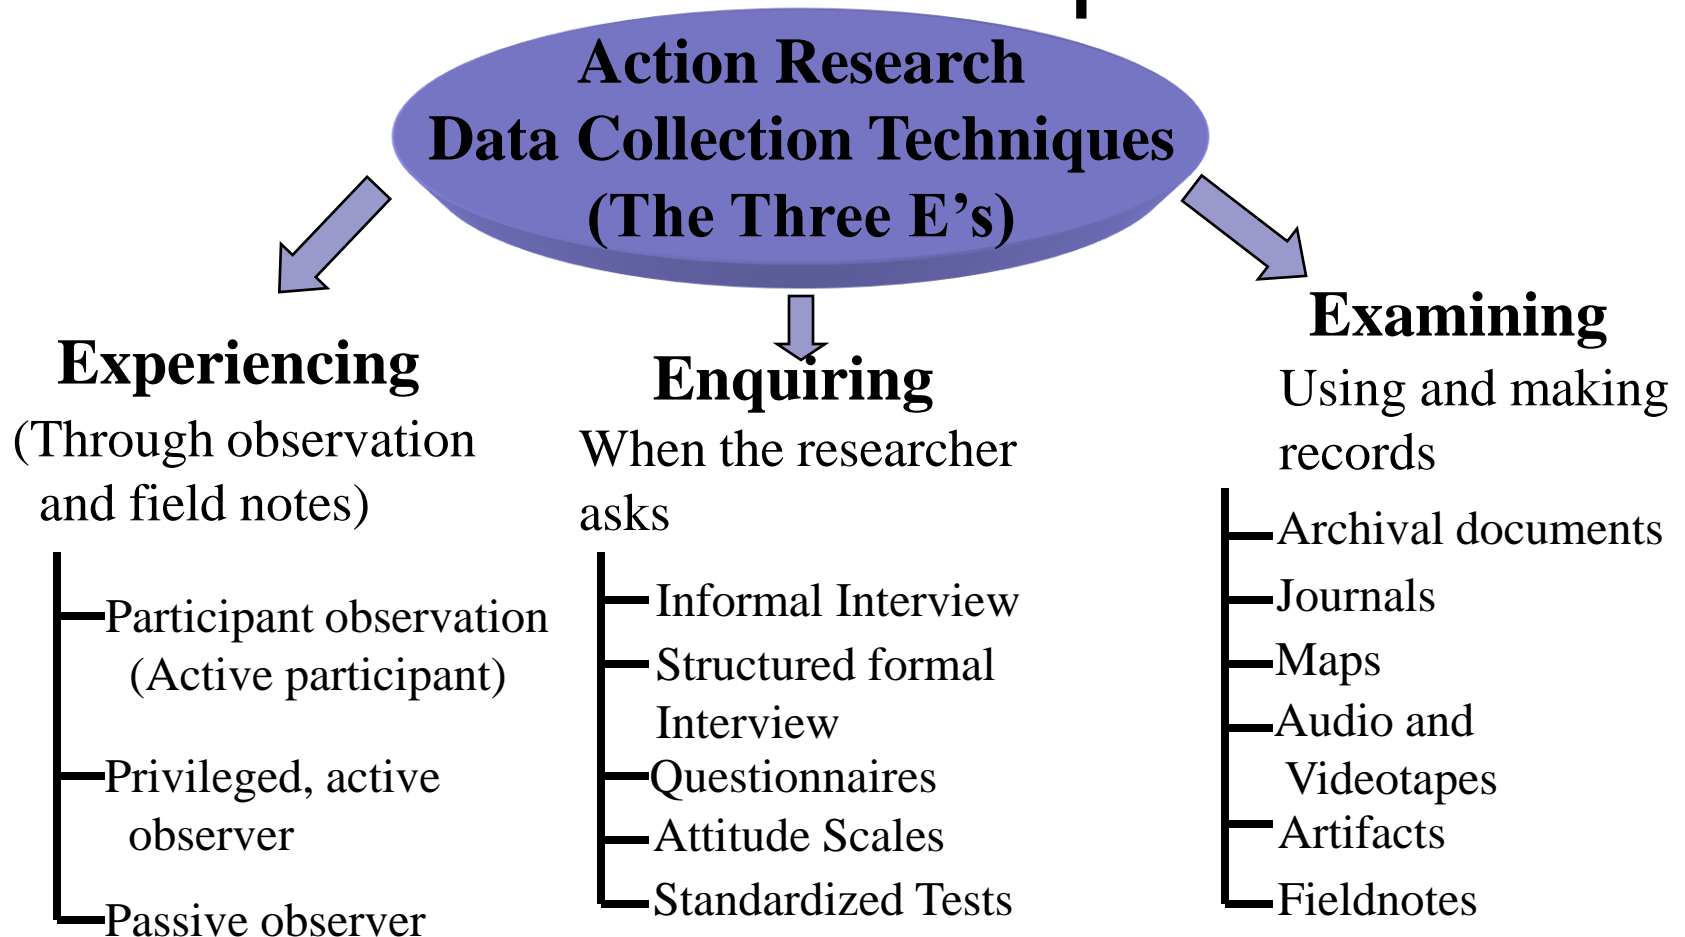 Action Research
Data Collection Techniques
(The Three E’s)
Experiencing
(Through observation
and field notes)
Participant observation
(Active participant)
Privileged, active
observer
Passive observer
Enquiring
When the researcher
asks
Informal Interview
Structured formal
Interview
Questionnaires
Attitude Scales
Standardized Tests
Examining
Using and making
records
Archival documents
Journals
Maps
Audio and
Videotapes
Artifacts
Fieldnotes